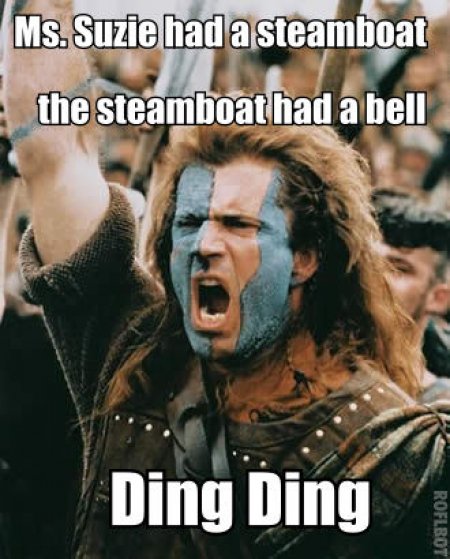 Ms. Suzie had a steamboat
the steamboat had a bell
Ding Ding
ROFLBOT